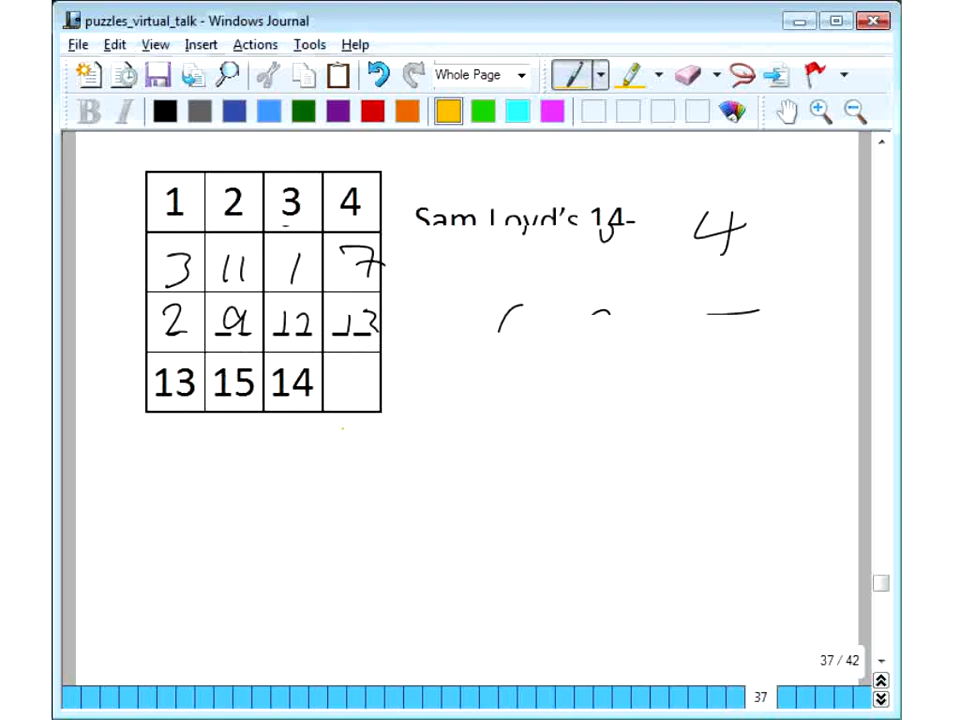 puzzles_virtual_talk - Windows Journal
File Edit View Insert Actions Tools Help
Whole Page
B I
1 2 3 4
Sam Loyd's 14-
4
3 11 1 7
2 9 12 13
13 15 14
37 / 42
37